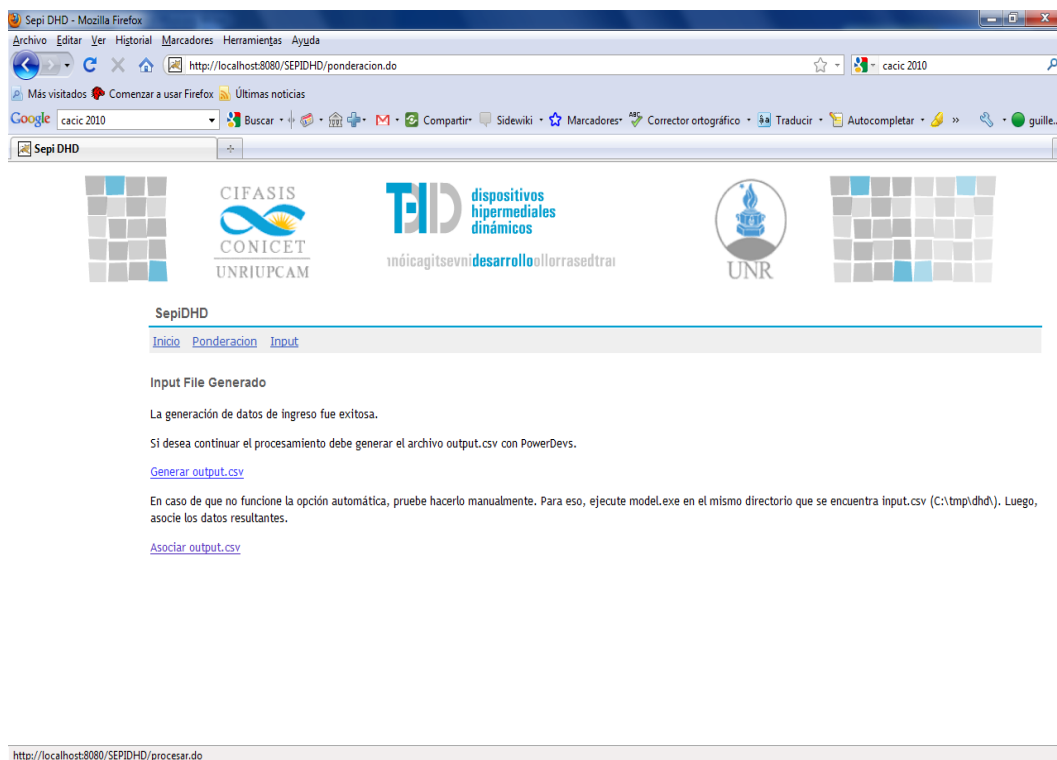 Sepi DHD - Mozilla Firefox
Archivo Editar Ver Historial Marcadores Herramientas Ayuda
http://localhost:8080/SEPIDHD/ponderacion.do
cacic 2010
Más visitados Comenzar a usar Firefox Últimas noticias
Google cacic 2010 Buscar Compartir Sidewiki Marcadores Corrector ortográfico Traducir Autocompletar » guille..
Sepi DHD
CIFASIS
CONICET
UNR|UPCAM
DHD
dispositivos
hipermediales
dinámicos
nóicagitsevnidesarrolloollorrasedtrai
UNR
SepiDHD
Inicio Ponderacion Input
Input File Generado
La generación de datos de ingreso fue exitosa.
Si desea continuar el procesamiento debe generar el archivo output.csv con PowerDevs.
Generar output.csv
En caso de que no funcione la opción automática, pruebe hacerlo manualmente. Para eso, ejecute model.exe en el mismo directorio que se encuentra input.csv (C:\tmp\dhd\). Luego,
asocie los datos resultantes.
Asociar output.csv
http://localhost:8080/SEPIDHD/procesar.do